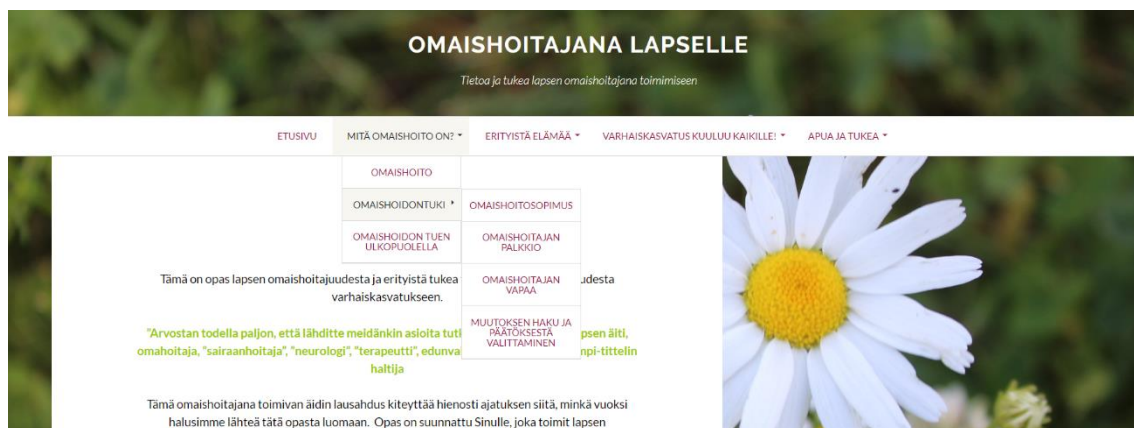 OMAISHOITAJANA LAPSELLE
Tietoa ja tukea lapsen omaishoitajana toimimiseen
ETUSIVU MITÄ OMAISHOITO ON? ERITYISTÄ ELÄMÄÄ VARHAISKASVATUS KUULUU KAIKILLE! APUA JA TUKEA
OMAISHOITO
OMAISHOIDONTUKI
OMAISHOIDON TUEN
ULKOPUOLELLA
OMAISHOITOSOPIMUS
OMAISHOITAJAN
PALKKIO
OMAISHOITAJAN
VAPAA
MUUTOKSEN HAKU JA
PÄÄTÖKSESTÄ
VALITTAMINEN
Tämä on opas lapsen omaishoitajuudesta ja erityistä tukea udesta
varhaiskasvatukseen.
"Arvostan todella paljon, että lähditte meidänkin asioita tutk psen äiti,
omahoitaja, "sairaanhoitaja", "neurologi", "terapeutti", edunva mpi-tittelin
haltija
Tämä omaishoitajana toimivan äidin lausahdus kiteyttää hienosti ajatuksen siitä, minkä vuoksi
halusimme lähteä tätä opasta luomaan. Opas on suunnattu Sinulle, joka toimit lapsen